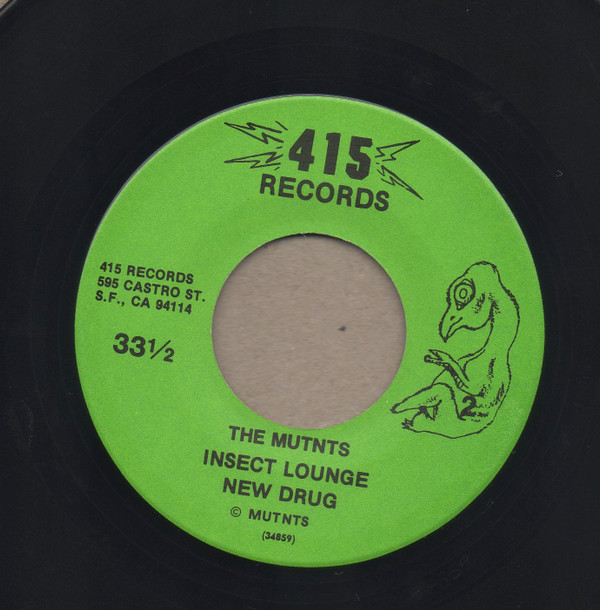 415
RECORDS
415 RECORDS
595 CASTRO ST.
S.F., CA 94114
33½
2
THE MUTNTS
INSECT LOUNGE
NEW DRUG
© MUTNTS
(34859)